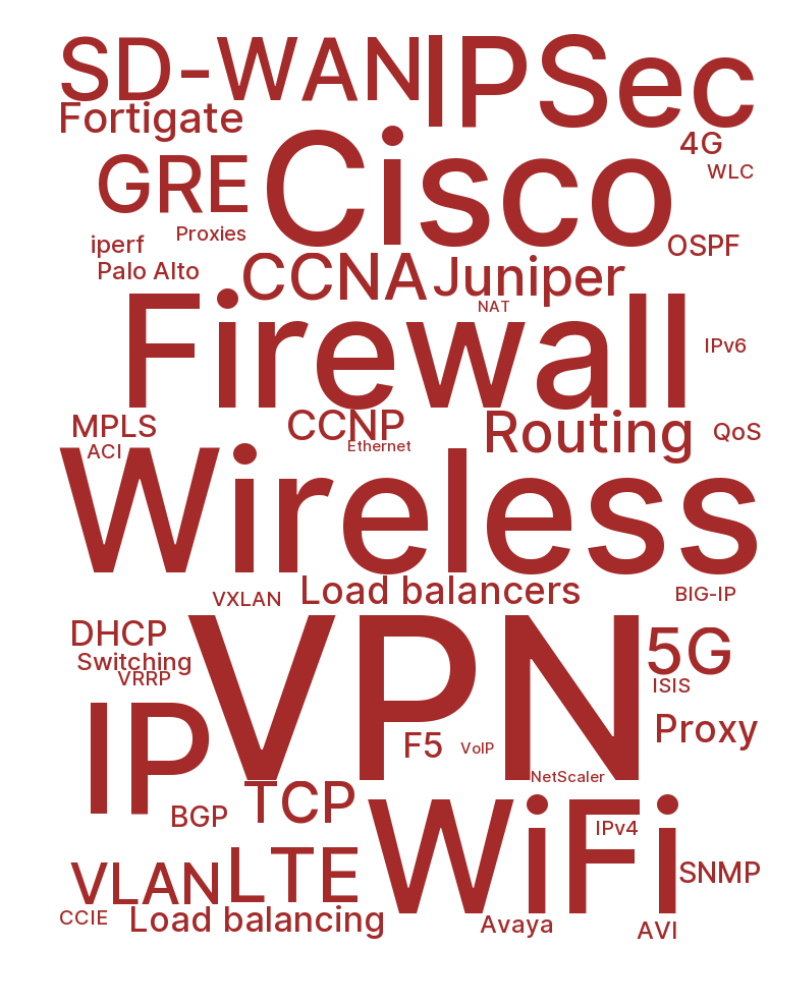 SD-WAN IPSec
Fortigate
4G
Cisco
GRE
WLC
Proxies
iperf
OSPF
Palo Alto
CCNA Juniper
NAT
Firewall
IPv6
MPLS
CCNP
Routing
QoS
Ethernet
ACI
Wireless
VXLAN
Load balancers
BIG-IP
DHCP
VPN
5G
Switching
VRRP
ISIS
IP
Proxy
F5
VoIP
NetScaler
TCP
BGP
WiFi
IPv4
VLAN
LTE
SNMP
CCIE
Load balancing
Avaya
AVI